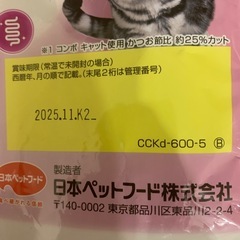 ※1 コンボ キャット使用 かつお節比 約25%カット
賞味期限（常温で未開封の場合）
西暦年、月の順で記載。（末尾2桁は管理番号）
2025.11.K2
CCKd-600-5 Ⓑ
製造者
日本ペットフード
日本ペットフード株式会社
〒140-0002 東京都品川区東品川2-2-4